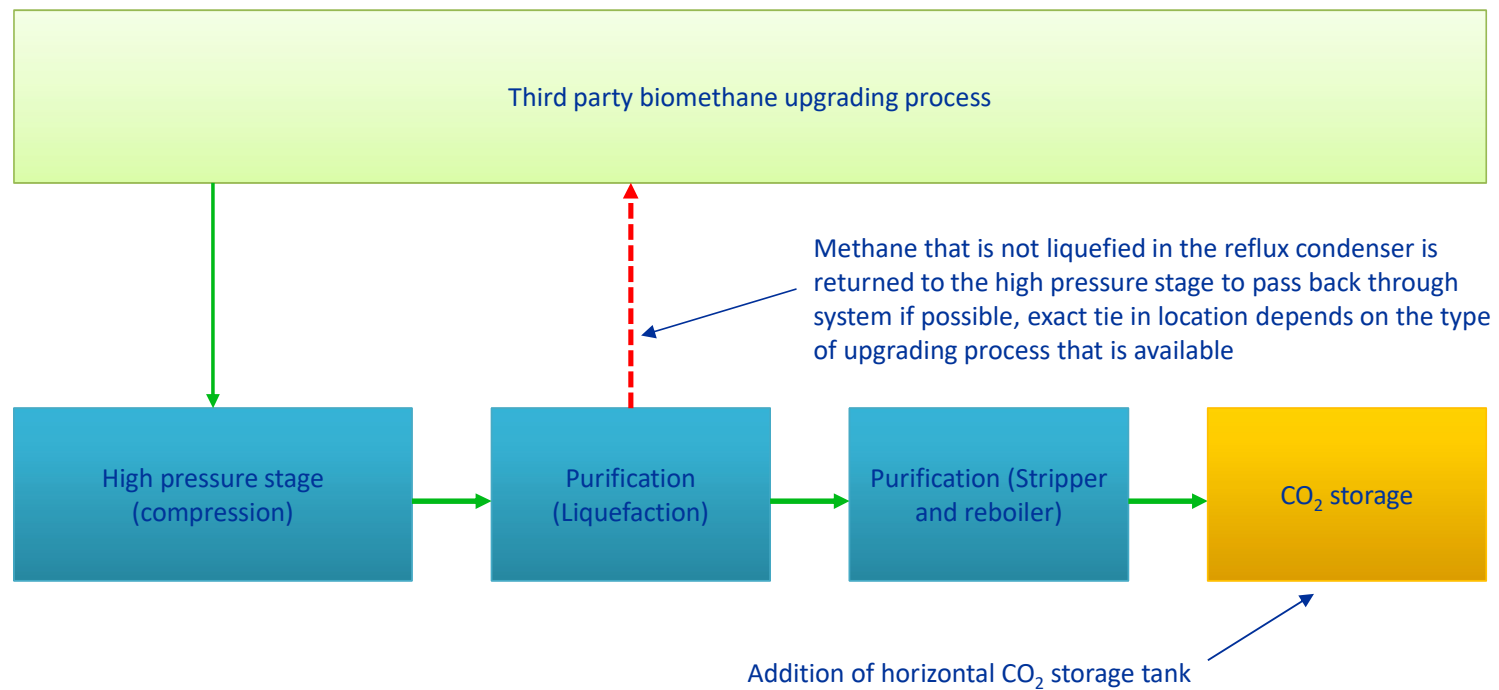 Third party biomethane upgrading process
Methane that is not liquefied in the reflux condenser is
returned to the high pressure stage to pass back through
system if possible, exact tie in location depends on the type
of upgrading process that is available
High pressure stage
(compression)
Purification
(Liquefaction)
Purification (Stripper
and reboiler)
CO₂ storage
Addition of horizontal CO₂ storage tank